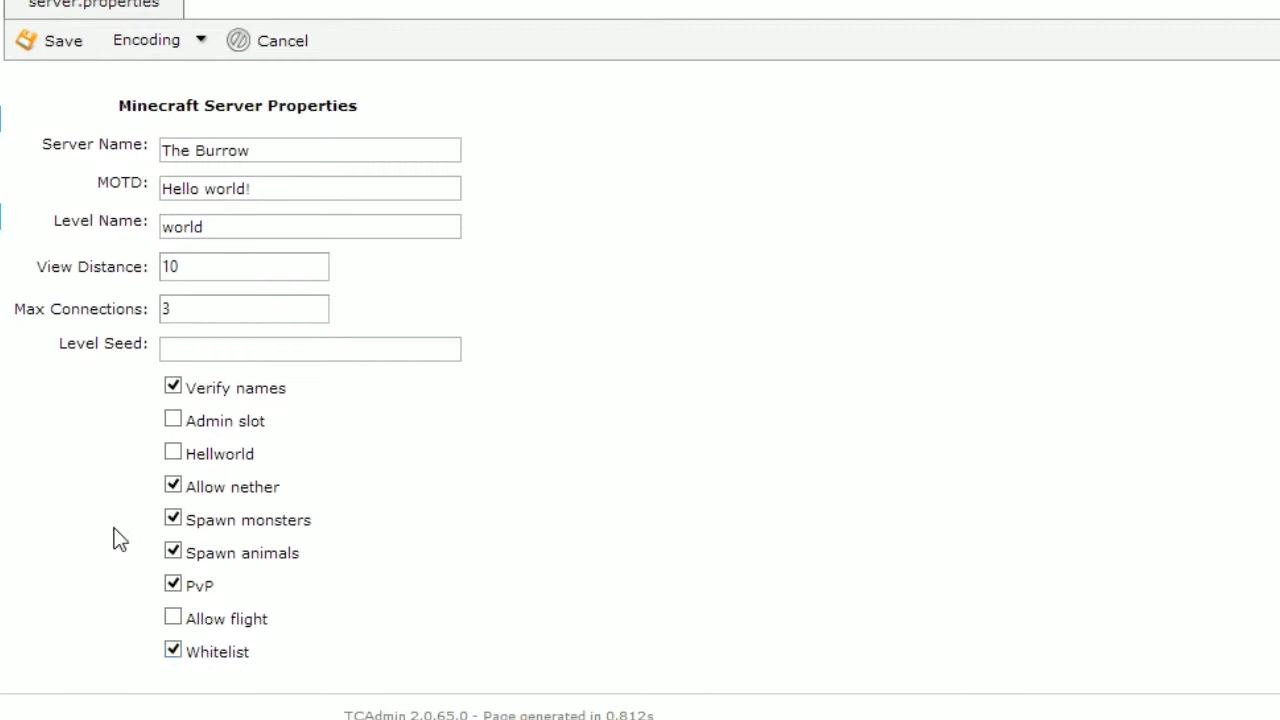 server.properties
Save Encoding Cancel
Minecraft Server Properties
Server Name: The Burrow
MOTD: Hello world!
Level Name: world
View Distance: 10
Max Connections: 3
Level Seed:
Verify names
Admin slot
Hellworld
Allow nether
Spawn monsters
Spawn animals
PvP
Allow flight
Whitelist
TCAdmin 2.0.65.0 - Page generated in 0.812s